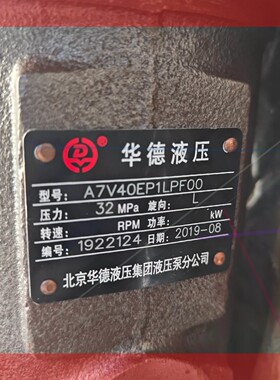 华德液压
型号: A7V40EP1LPF00
压力: 32 MPa 旋向: L
转速: RPM 功率: kW
编号: 1922124 日期: 2019-08
北京华德液压集团液压泵分公司